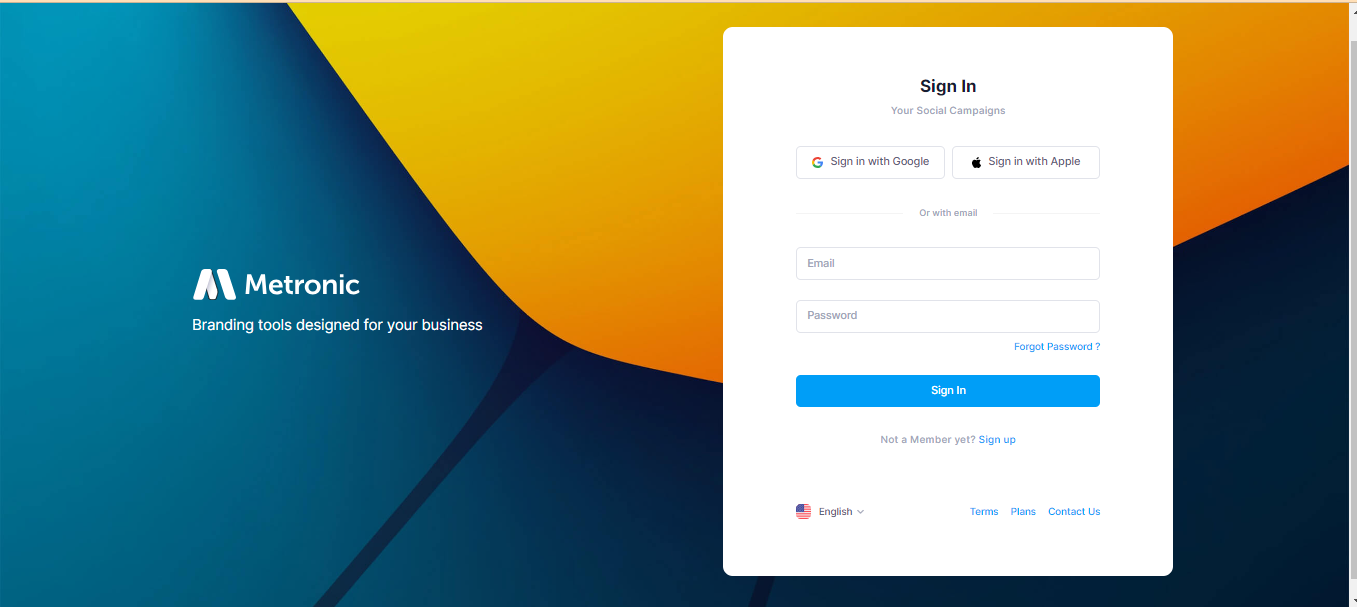 Metronic
Branding tools designed for your business
Sign In
Your Social Campaigns
Sign in with Google
Sign in with Apple
Or with email
Email
Password
Forgot Password ?
Sign In
Not a Member yet? Sign up
English
Terms Plans Contact Us